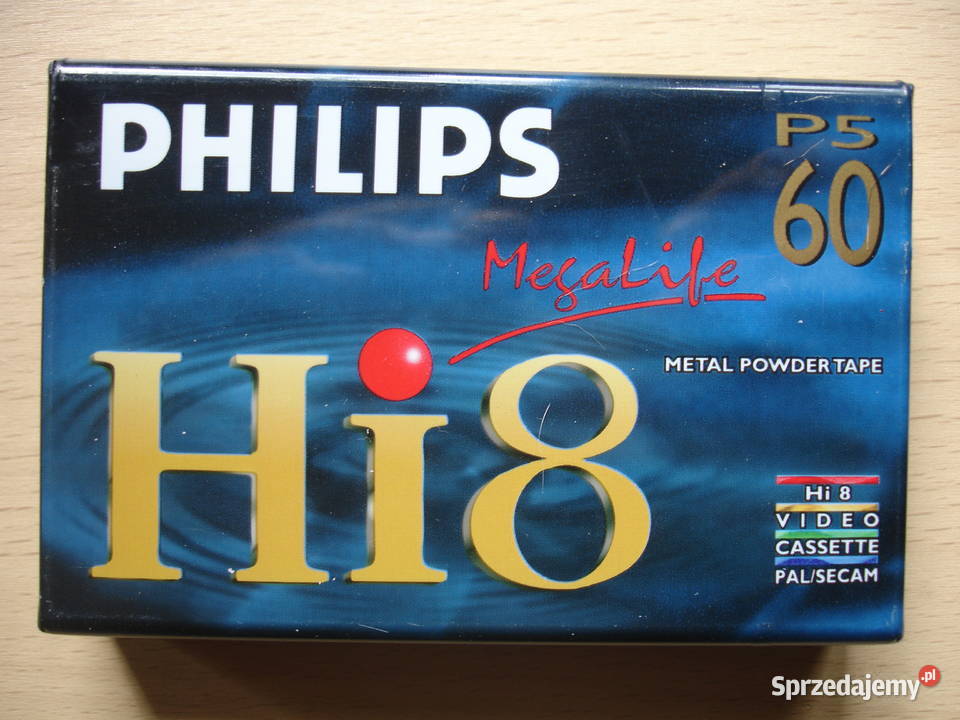 PHILIPS
P5
60
MegaLife
Hi8
METAL POWDER TAPE
Hi 8
VIDEO
CASSETTE
PAL/SECAM
Sprzedajemy.pl